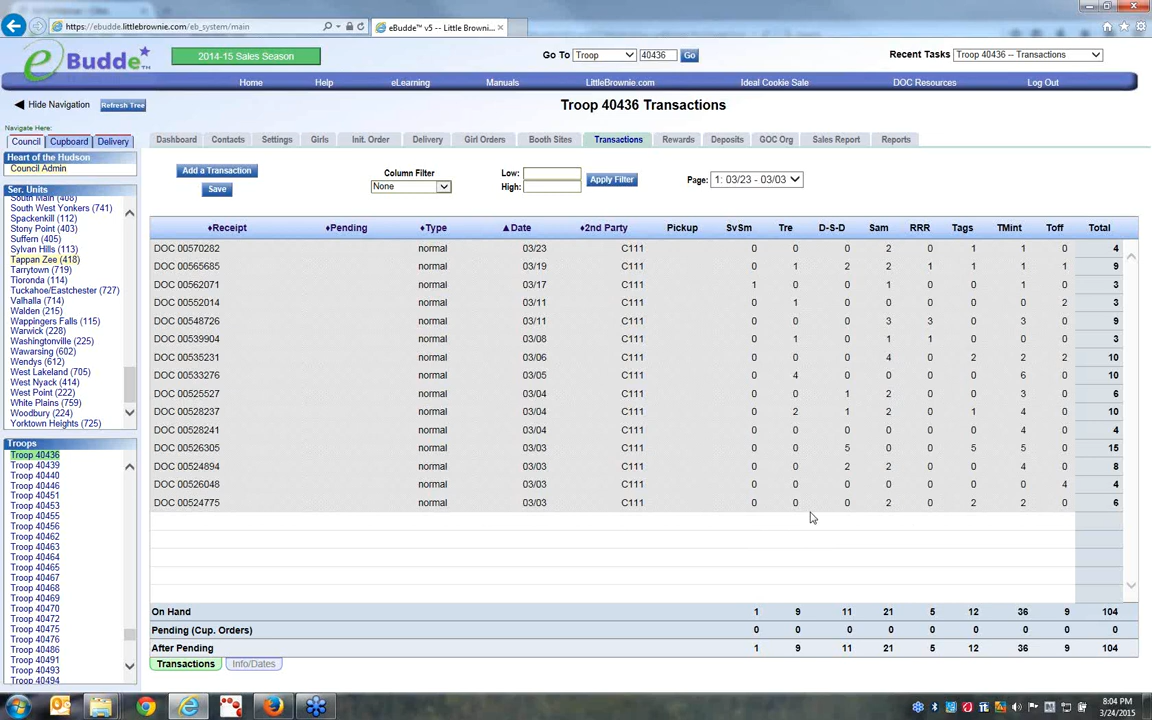 https://ebudde.littlebrownie.com/eb_system/main
eBudde™ v5 -- Little Browni...
eBudde™
2014-15 Sales Season
Go To Troop 40436 Go
Recent Tasks Troop 40436 -- Transactions
Home Help eLearning Manuals LittleBrownie.com Ideal Cookie Sale DOC Resources Log Out
Hide Navigation Refresh Tree
Troop 40436 Transactions
Navigate Here:
Council Cupboard Delivery
Dashboard Contacts Settings Girls Init. Order Delivery Girl Orders Booth Sites Transactions Rewards Deposits GOC Org Sales Report Reports
Heart of the Hudson
Council Admin
Ser. Units
South Main (408)
South West Yonkers (741)
Spackenkill (112)
Stony Point (403)
Suffern (405)
Sylvan Hills (113)
Tappan Zee (418)
Tarrytown (719)
Tioronda (114)
Tuckahoe/Eastchester (727)
Valhalla (714)
Walden (215)
Wappingers Falls (115)
Warwick (228)
Washingtonville (225)
Wawarsing (602)
Wendys (612)
West Lakeland (705)
West Nyack (414)
West Point (222)
White Plains (759)
Woodbury (224)
Yorktown Heights (725)
Troops
Troop 40436
Troop 40439
Troop 40440
Troop 40446
Troop 40451
Troop 40453
Troop 40455
Troop 40456
Troop 40462
Troop 40463
Troop 40464
Troop 40465
Troop 40467
Troop 40468
Troop 40469
Troop 40470
Troop 40472
Troop 40475
Troop 40476
Troop 40486
Troop 40491
Troop 40493
Troop 40494
Add a Transaction
Save
Column Filter
None
Low:
High:
Apply Filter
Page: 1: 03/23 - 03/03
♦Receipt ♦Pending ♦Type ▲Date ♦2nd Party Pickup SvSm Tre D-S-D Sam RRR Tags TMint Toff Total
DOC 00570282 normal 03/23 C111 0 0 0 2 0 1 1 0 4
DOC 00565685 normal 03/19 C111 0 1 2 2 1 1 1 1 9
DOC 00562071 normal 03/17 C111 1 0 0 1 0 0 1 0 3
DOC 00552014 normal 03/11 C111 0 1 0 0 0 0 0 2 3
DOC 00548726 normal 03/11 C111 0 0 0 3 3 0 3 0 9
DOC 00539904 normal 03/08 C111 0 1 0 1 1 0 0 0 3
DOC 00535231 normal 03/06 C111 0 0 0 4 0 2 2 2 10
DOC 00533276 normal 03/05 C111 0 4 0 0 0 0 6 0 10
DOC 00525527 normal 03/04 C111 0 0 1 2 0 0 3 0 6
DOC 00528237 normal 03/04 C111 0 2 1 2 0 1 4 0 10
DOC 00528241 normal 03/04 C111 0 0 0 0 0 0 4 0 4
DOC 00526305 normal 03/03 C111 0 0 5 0 0 5 5 0 15
DOC 00524894 normal 03/03 C111 0 0 2 2 0 0 4 0 8
DOC 00526048 normal 03/03 C111 0 0 0 0 0 0 0 4 4
DOC 00524775 normal 03/03 C111 0 0 0 2 0 2 2 0 6
On Hand 1 9 11 21 5 12 36 9 104
Pending (Cup. Orders) 0 0 0 0 0 0 0 0 0
After Pending 1 9 11 21 5 12 36 9 104
Transactions Info/Dates
8:04 PM
3/24/2015